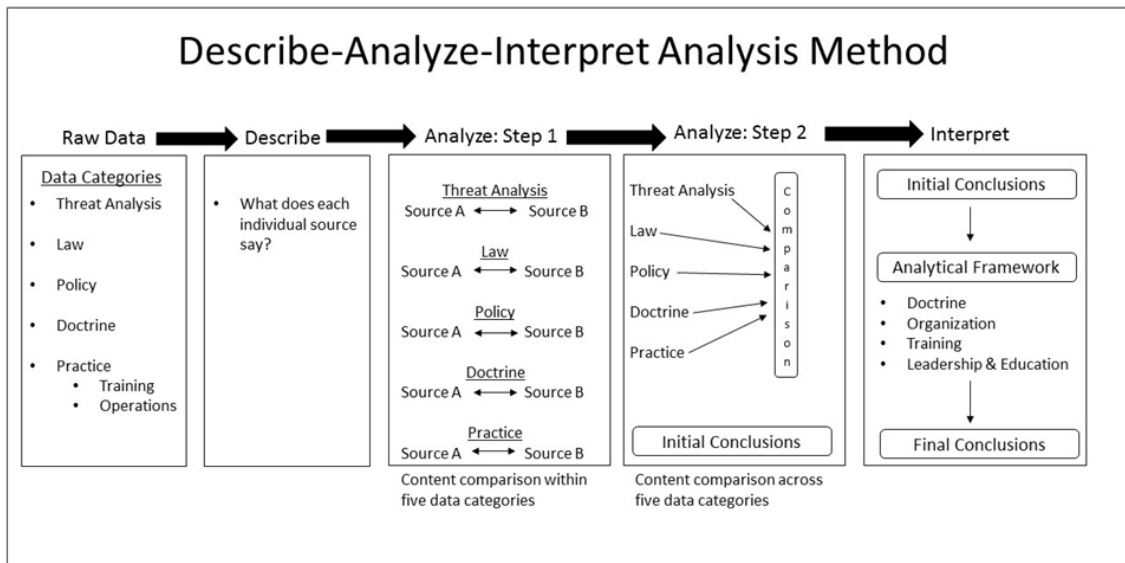 Describe-Analyze-Interpret Analysis Method
Raw Data
Describe
Analyze: Step 1
Analyze: Step 2
Interpret
Data Categories
• Threat Analysis
• Law
• Policy
• Doctrine
• Practice
• Training
• Operations
• What does each
individual source
say?
Threat Analysis
Source A Source B
Law
Source A Source B
Policy
Source A Source B
Doctrine
Source A Source B
Practice
Source A Source B
Content comparison within
five data categories
Threat Analysis
Law
Policy
Doctrine
Practice
Comparison
Initial Conclusions
Content comparison across
five data categories
Initial Conclusions
Analytical Framework
• Doctrine
• Organization
• Training
• Leadership & Education
Final Conclusions